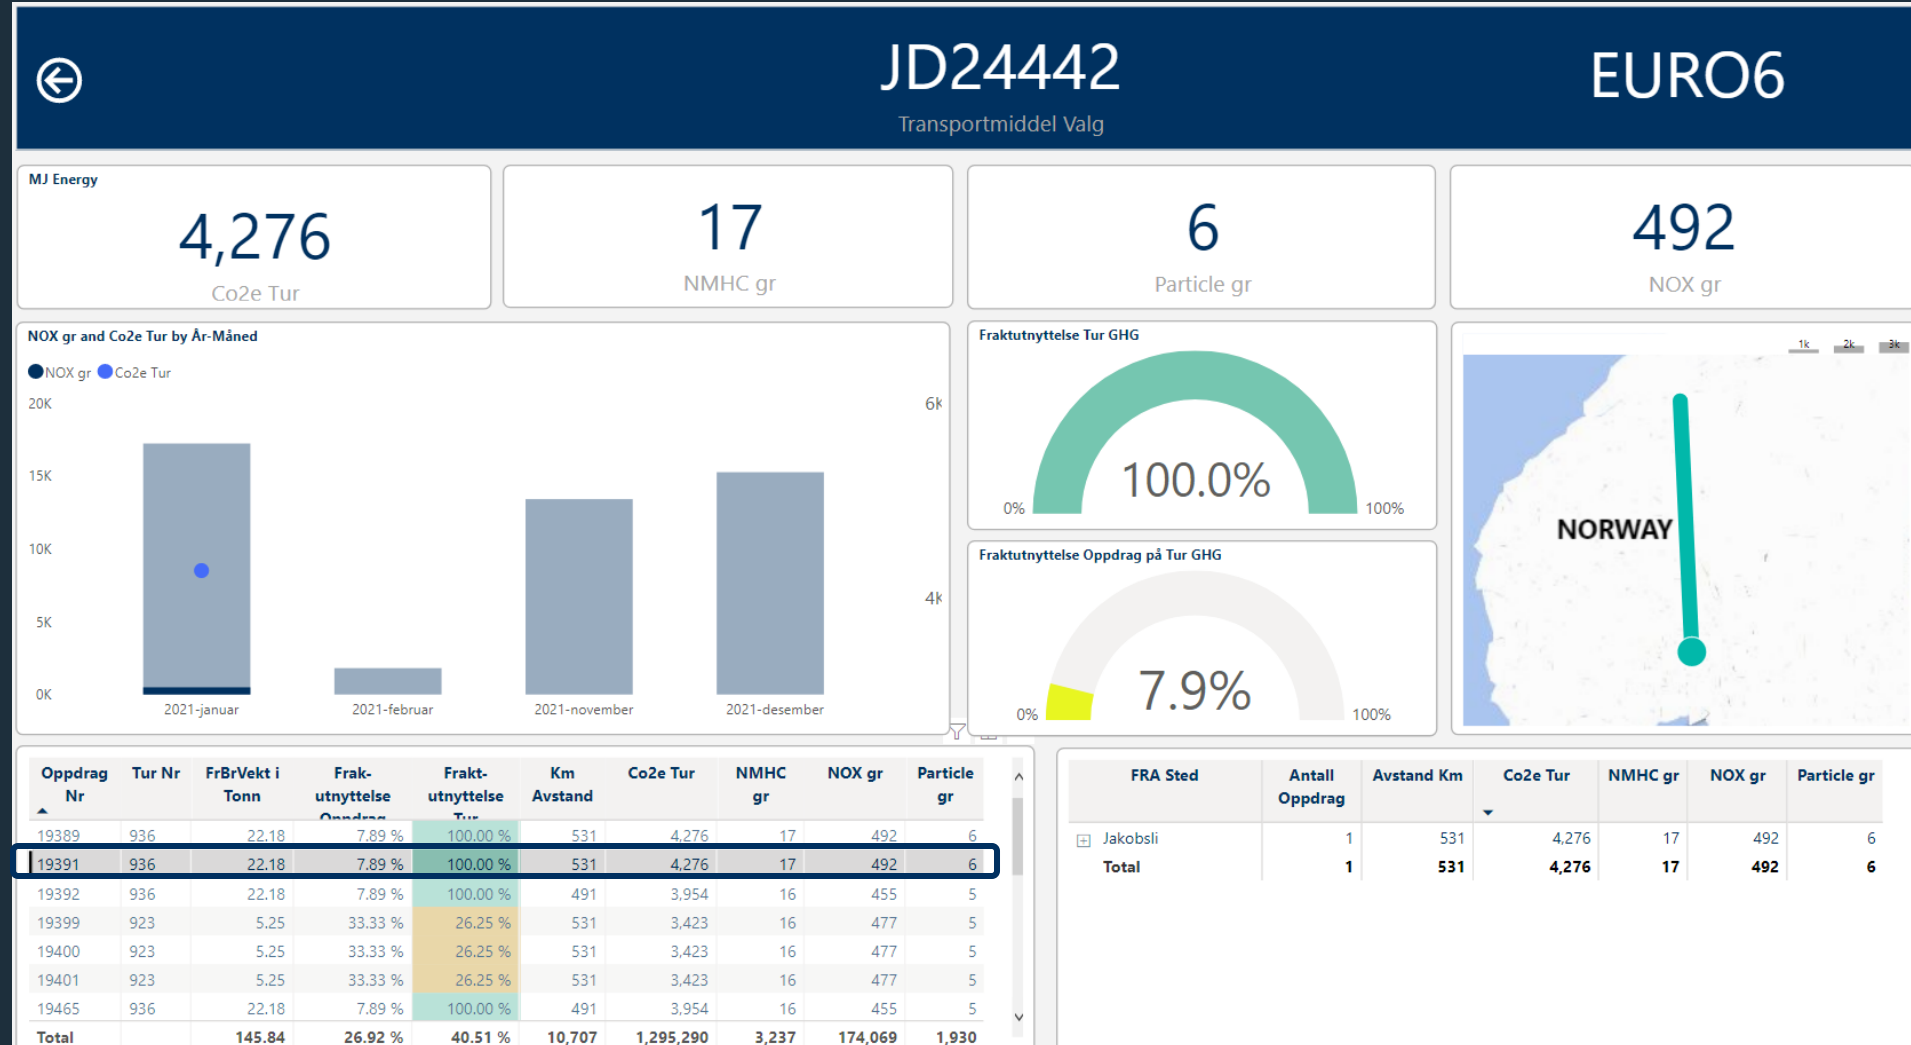 JD24442
Transportmiddel Valg
EURO6
MJ Energy
4,276
Co2e Tur
17
NMHC gr
6
Particle gr
492
NOX gr
NOX gr and Co2e Tur by År-Måned
NOX gr Co2e Tur
20K
15K
10K
5K
0K
6k
4k
2021-januar 2021-februar 2021-november 2021-desember
Fraktutnyttelse Tur GHG
100.0%
0% 100%
Fraktutnyttelse Oppdrag på Tur GHG
7.9%
0% 100%
1k 2k 3k
NORWAY
Oppdrag Nr Tur Nr FrBrVekt i Tonn Frak-utnyttelse Oppdrag Frakt-utnyttelse Tur Km Avstand Co2e Tur NMHC gr NOX gr Particle gr
19389 936 22.18 7.89 % 100.00 % 531 4,276 17 492 6
19391 936 22.18 7.89 % 100.00 % 531 4,276 17 492 6
19392 936 22.18 7.89 % 100.00 % 491 3,954 16 455 5
19399 923 5.25 33.33 % 26.25 % 531 3,423 16 477 5
19400 923 5.25 33.33 % 26.25 % 531 3,423 16 477 5
19401 923 5.25 33.33 % 26.25 % 531 3,423 16 477 5
19465 936 22.18 7.89 % 100.00 % 491 3,954 16 455 5
Total 145.84 26.92 % 40.51 % 10,707 1,295,290 3,237 174,069 1,930
FRA Sted Antall Oppdrag Avstand Km Co2e Tur NMHC gr NOX gr Particle gr
Jakobsli 1 531 4,276 17 492 6
Total 1 531 4,276 17 492 6